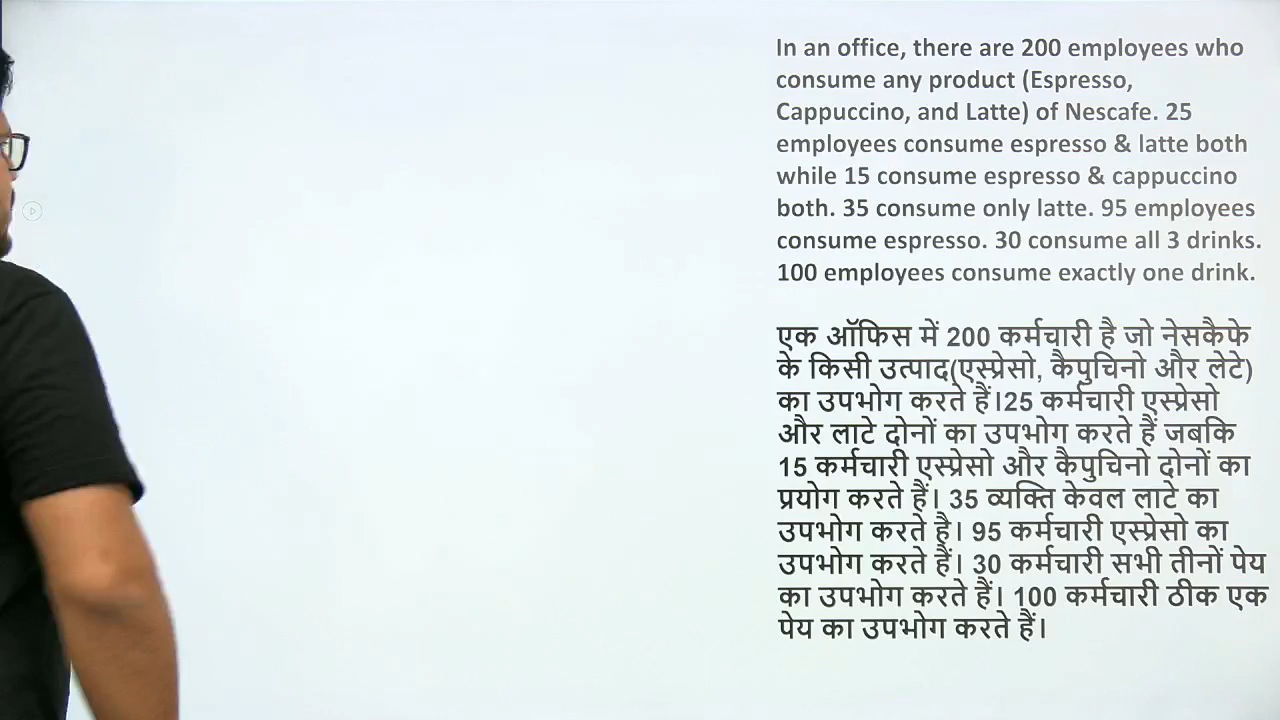 In an office, there are 200 employees who
consume any product (Espresso,
Cappuccino, and Latte) of Nescafe. 25
employees consume espresso & latte both
while 15 consume espresso & cappuccino
both. 35 consume only latte. 95 employees
consume espresso. 30 consume all 3 drinks.
100 employees consume exactly one drink.
एक ऑफिस में 200 कर्मचारी है जो नेसकैफे
के किसी उत्पाद(एस्प्रेसो, कैपुचिनो और लेटे)
का उपभोग करते हैं।25 कर्मचारी एस्प्रेसो
और लाटे दोनों का उपभोग करते हैं जबकि
15 कर्मचारी एस्प्रेसो और कैपुचिनो दोनों का
प्रयोग करते हैं। 35 व्यक्ति केवल लाटे का
उपभोग करते है। 95 कर्मचारी एस्प्रेसो का
उपभोग करते हैं। 30 कर्मचारी सभी तीनों पेय
का उपभोग करते हैं। 100 कर्मचारी ठीक एक
पेय का उपभोग करते हैं।